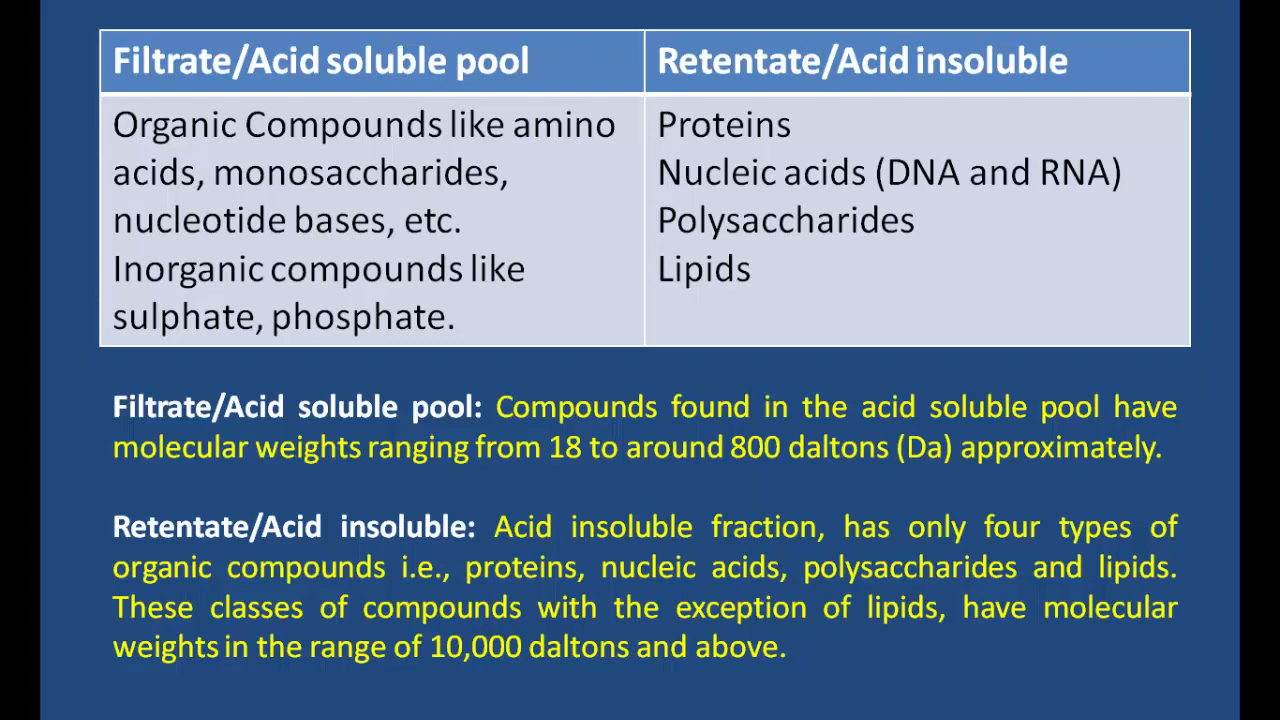 Filtrate/Acid soluble pool
Retentate/Acid insoluble
Organic Compounds like amino
acids, monosaccharides,
nucleotide bases, etc.
Inorganic compounds like
sulphate, phosphate.
Proteins
Nucleic acids (DNA and RNA)
Polysaccharides
Lipids
Filtrate/Acid soluble pool: Compounds found in the acid soluble pool have
molecular weights ranging from 18 to around 800 daltons (Da) approximately.
Retentate/Acid insoluble: Acid insoluble fraction, has only four types of
organic compounds i.e., proteins, nucleic acids, polysaccharides and lipids.
These classes of compounds with the exception of lipids, have molecular
weights in the range of 10,000 daltons and above.